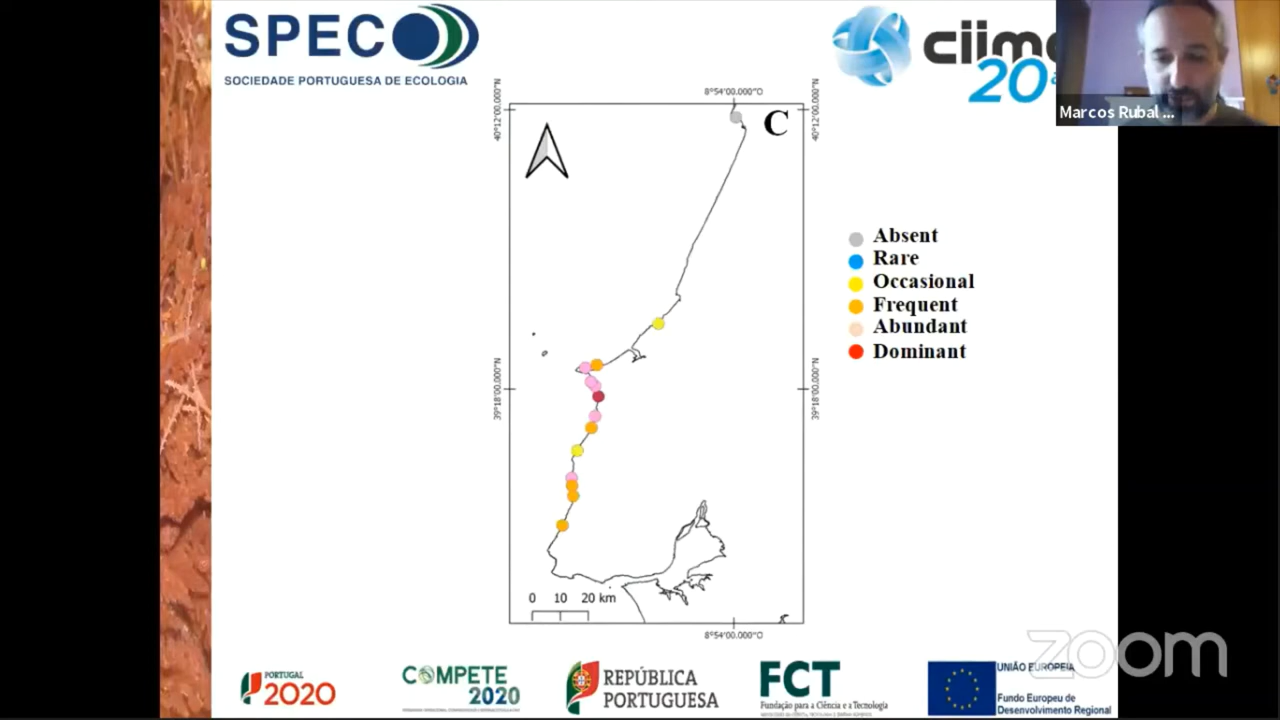 SPECO
SOCIEDADE PORTUGUESA DE ECOLOGIA
ciimo
20
Marcos Rubal ...
8°54'00.000"O
40°12'00.000"N
40°12'00.000"N
C
Absent
Rare
Occasional
Frequent
Abundant
Dominant
39°18'00.000"N
39°18'00.000"N
0 10 20 km
8°54'00.000"O
zoom
PORTUGAL
2020
COMPETE
2020
REPÚBLICA
PORTUGUESA
FCT
Fundação para a Ciência e a Tecnologia
UNIÃO EUROPEIA
Fundo Europeu de
Desenvolvimento Regional